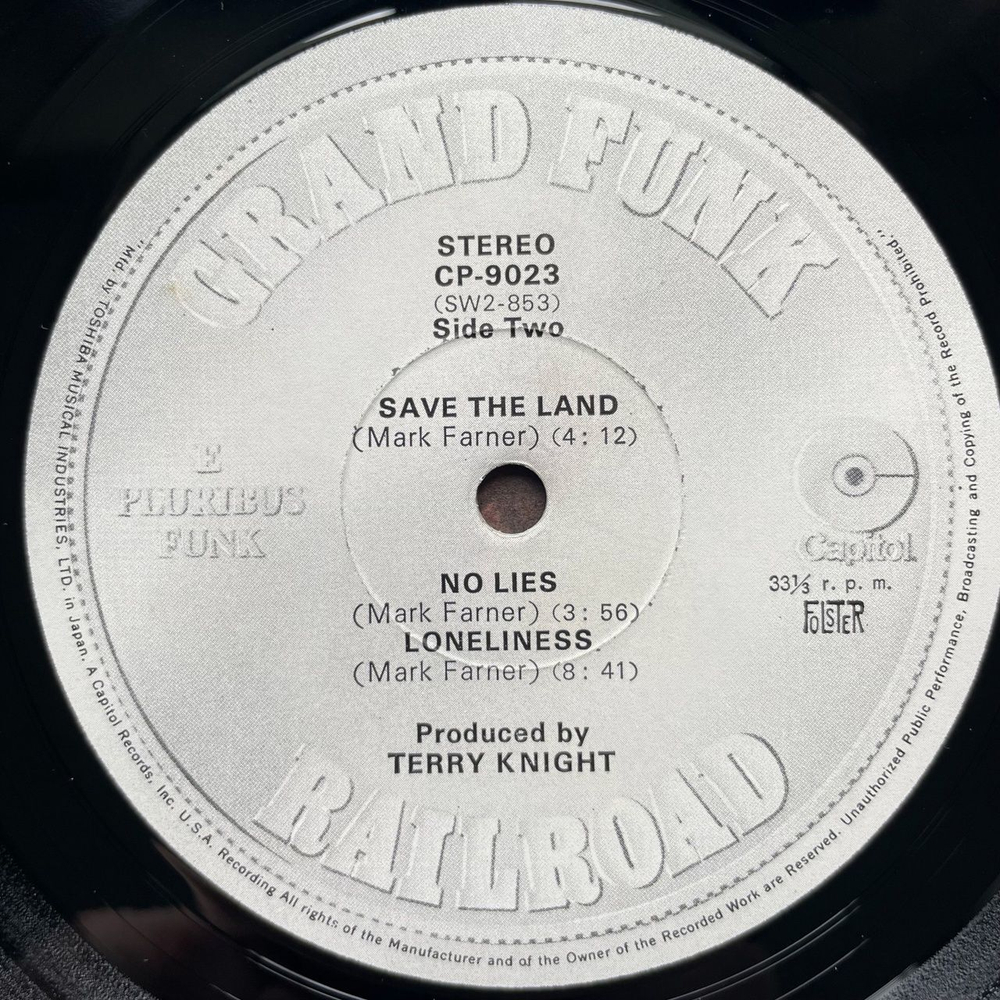 GRAND FUNK
STEREO
CP-9023
(SW2-853)
Side Two
SAVE THE LAND
(Mark Farner) (4: 12)
E
PLURIBUS
FUNK
Capitol
33⅓ r. p. m.
FOLSTER
NO LIES
(Mark Farner) (3: 56)
LONELINESS
(Mark Farner) (8: 41)
Produced by
TERRY KNIGHT
RAILROAD
"Mfd. by TOSHIBA MUSICAL INDUSTRIES, LTD. in Japan. A Capitol Records, Inc. U.S.A. Recording All rights of the Manufacturer and of the Owner of the Recorded Work are Reserved. Unauthorized Public Performance, Broadcasting and Copying of the Record Prohibited."